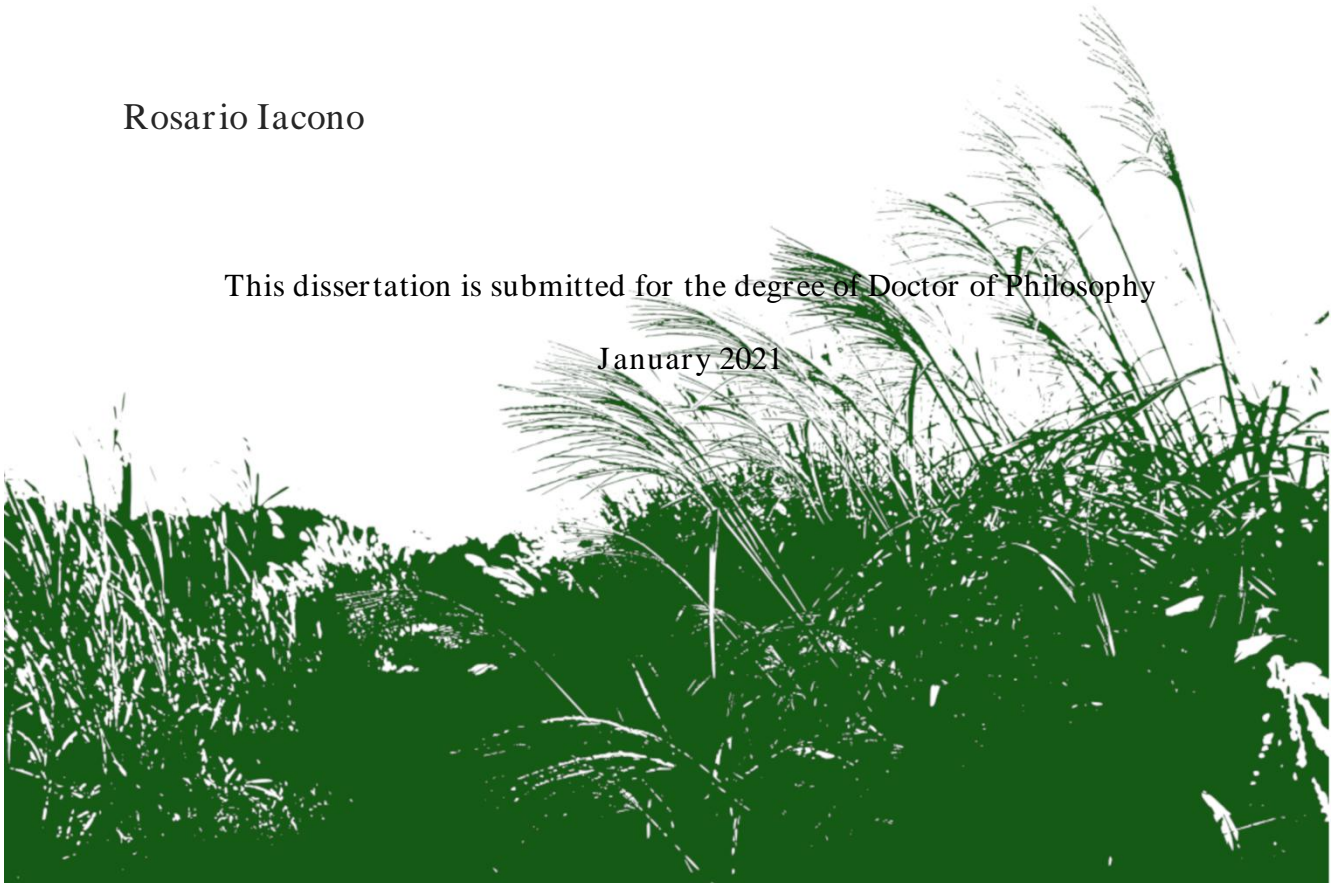 Rosario Iacono
This dissertation is submitted for the degree of Doctor of Philosophy
January 2021